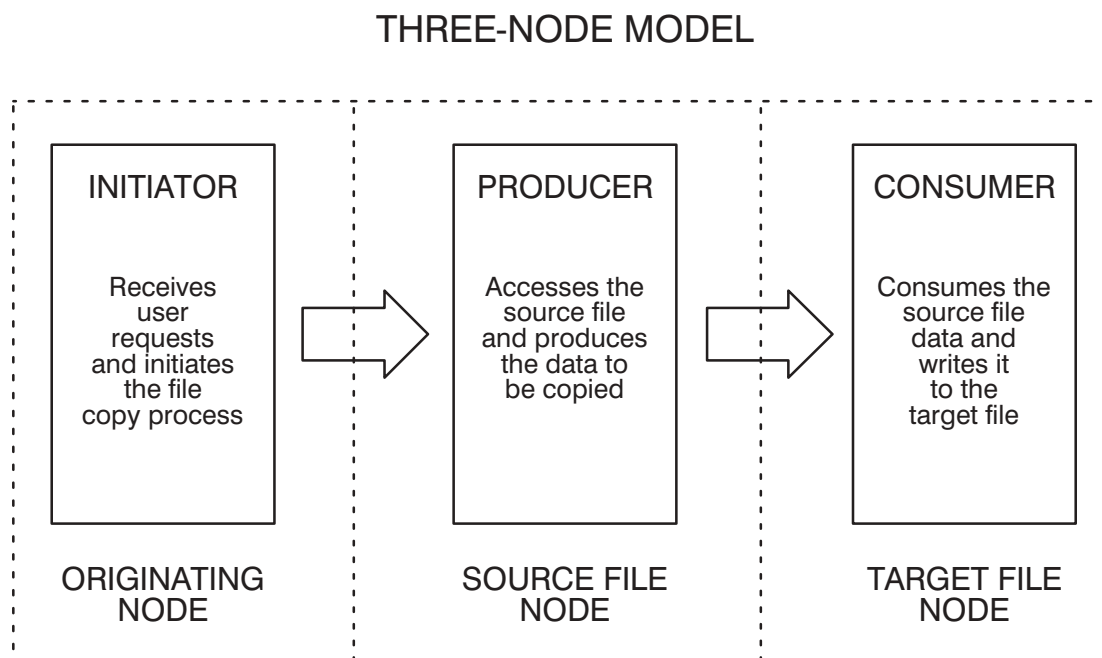 THREE-NODE MODEL
INITIATOR
Receives
user
requests
and initiates
the file
copy process
ORIGINATING
NODE
PRODUCER
Accesses the
source file
and produces
the data to
be copied
SOURCE FILE
NODE
CONSUMER
Consumes the
source file
data and
writes it
to the
target file
TARGET FILE
NODE